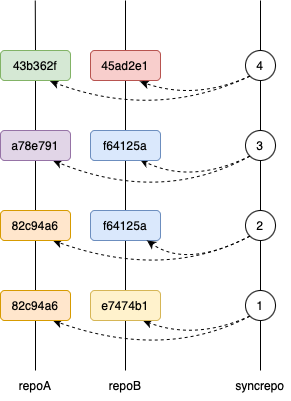 43b362f 45ad2e1 4
a78e791 f64125a 3
82c94a6 f64125a 2
82c94a6 e7474b1 1
repoA repoB syncrepo